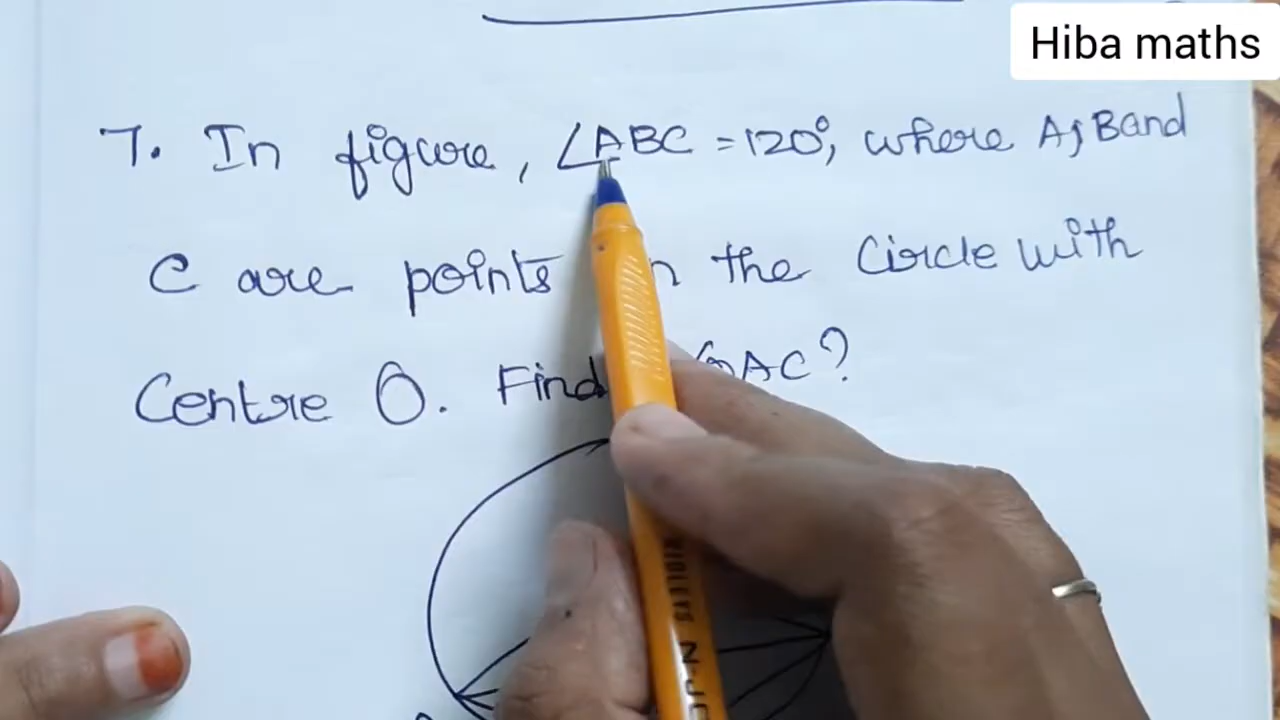 Hiba maths
7. In figure, ∠ABC = 120°, where A, B and
C are points the Circle with
Centre O. Find AC?